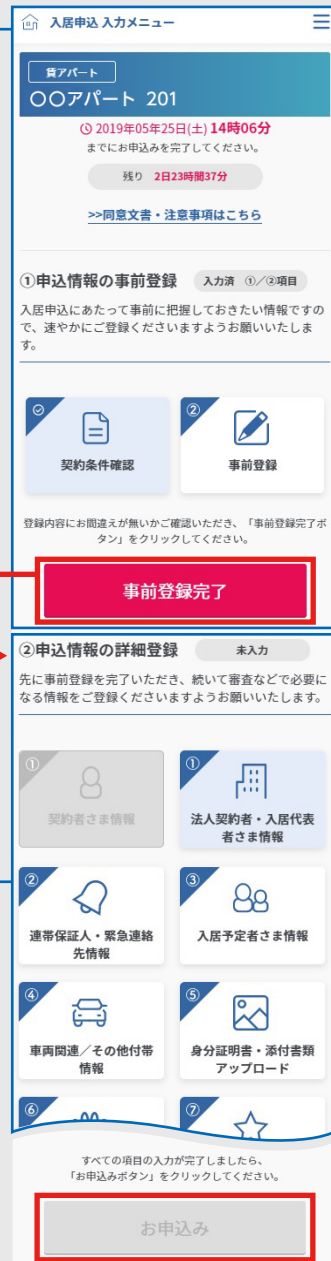 入居申込 入力メニュー
賃アパート
〇〇アパート 201
2019年05年25日(土) 14時06分
までにお申込みを完了してください。
残り 2日23時間37分
>>同意文書・注意事項はこちら
①申込情報の事前登録 入力済 ①/②項目
入居申込にあたって事前に把握しておきたい情報ですの
で、速やかにご登録くださいますようお願いいたしま
す。
②
契約条件確認 事前登録
登録内容にお間違えが無いかご確認いただき、「事前登録完了ボ
タン」をクリックしてください。
事前登録完了
②申込情報の詳細登録 未入力
先に事前登録を完了いただき、続いて審査などで必要に
なる情報をご登録くださいますようお願いいたします。
①
契約者さま情報
①
法人契約者・入居代表
者さま情報
②
連帯保証人・緊急連絡
先情報
③
入居予定者さま情報
④
車両関連/その他付帯
情報
⑤
身分証明書・添付書類
アップロード
⑥
⑦
すべての項目の入力が完了しましたら、
「お申込みボタン」をクリックしてください。
お申込み